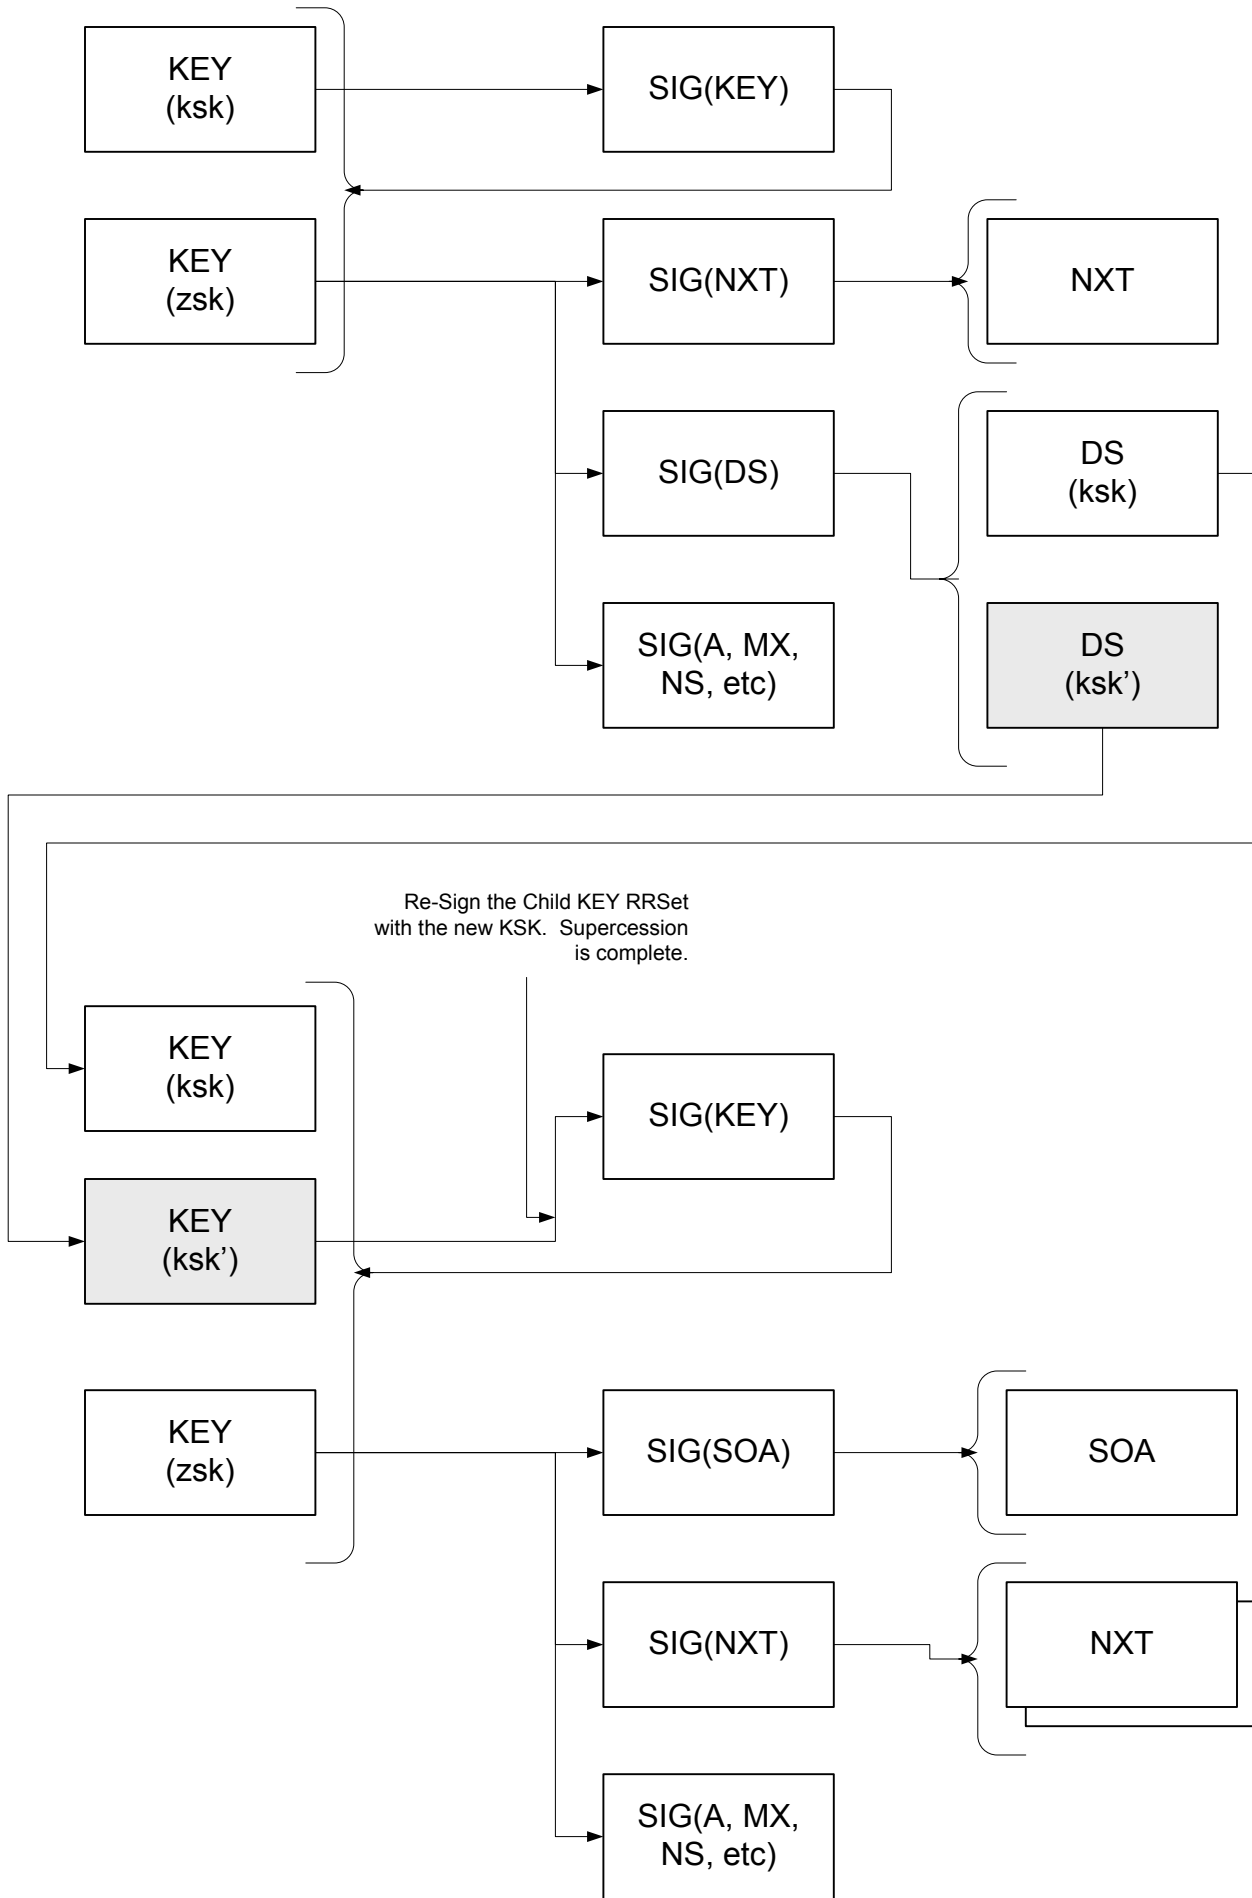 KEY
(ksk)
SIG(KEY)
KEY
(zsk)
SIG(NXT)
NXT
SIG(DS)
DS
(ksk)
SIG(A, MX,
NS, etc)
DS
(ksk’)
Re-Sign the Child KEY RRSet
with the new KSK.  Supercession
is complete.
KEY
(ksk)
SIG(KEY)
KEY
(ksk’)
KEY
(zsk)
SIG(SOA)
SOA
SIG(NXT)
NXT
SIG(A, MX,
NS, etc)